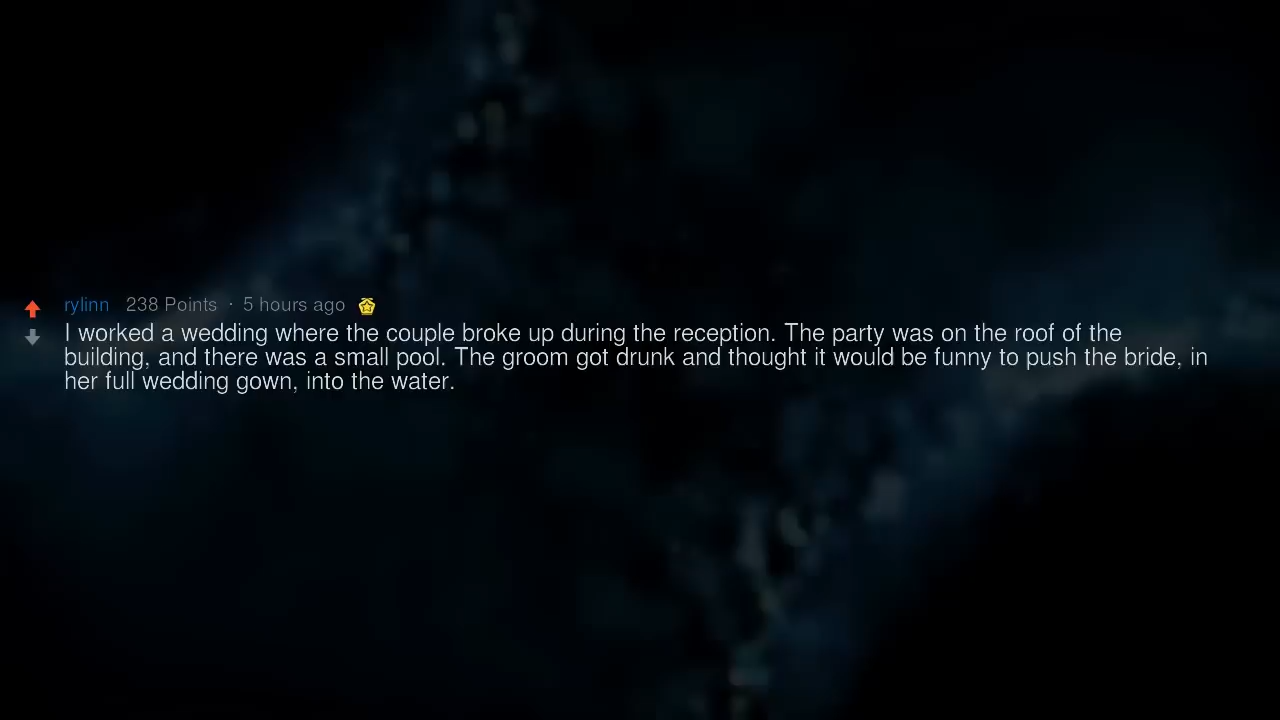 rylinn 238 Points · 5 hours ago
I worked a wedding where the couple broke up during the reception. The party was on the roof of the
building, and there was a small pool. The groom got drunk and thought it would be funny to push the bride, in
her full wedding gown, into the water.